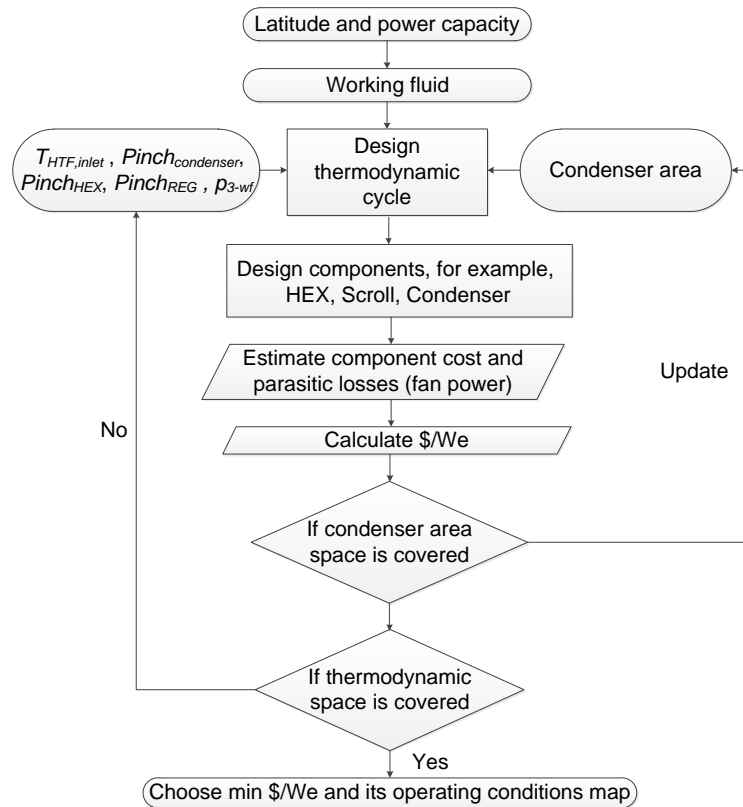 Latitude and power capacity
Working fluid
T_HTF,inlet , Pinch_condenser,
Pinch_HEX, Pinch_REG , p_3-wf
Design
thermodynamic
cycle
Condenser area
Design components, for example,
HEX, Scroll, Condenser
Estimate component cost and
parasitic losses (fan power)
Update
No
Calculate $/We
If condenser area
space is covered
If thermodynamic
space is covered
Yes
Choose min $/We and its operating conditions map